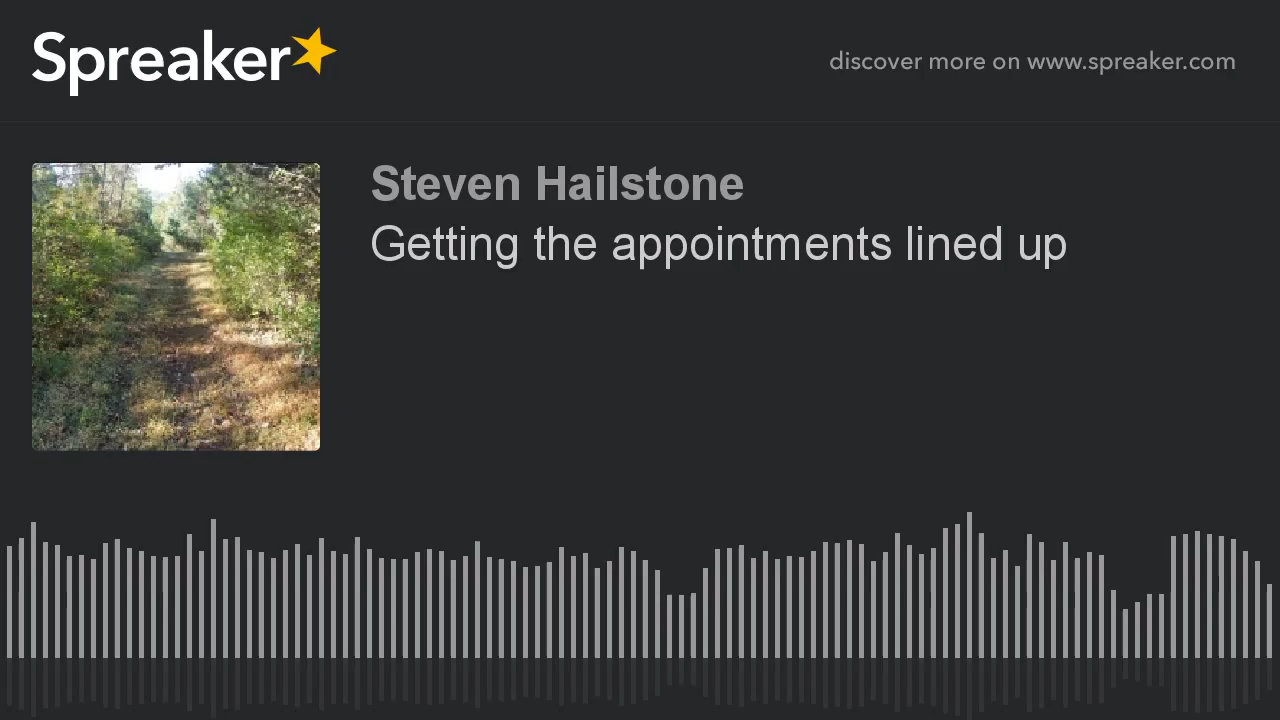 Spreaker
discover more on www.spreaker.com
Steven Hailstone
Getting the appointments lined up